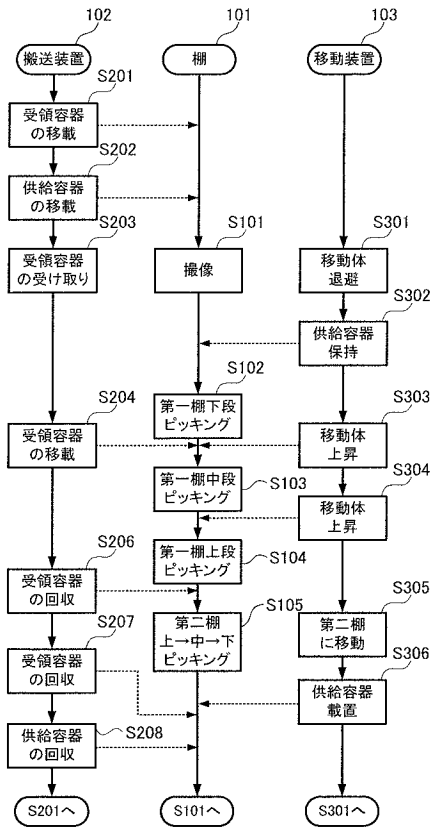 102
101
103
搬送装置
棚
移動装置
S201
受領容器
の移載
S202
供給容器
の移載
S203
受領容器
の受け取り
S101
撮像
S301
移動体
退避
S302
供給容器
保持
S102
第一棚下段
ピッキング
S204
受領容器
の移載
S303
移動体
上昇
第一棚中段
ピッキング
S103
S304
移動体
上昇
第一棚上段
ピッキング
S104
S206
受領容器
の回収
S105
第二棚
上→中→下
ピッキング
S305
第二棚
に移動
S207
受領容器
の回収
S306
供給容器
載置
S208
供給容器
の回収
S201へ
S101へ
S301へ